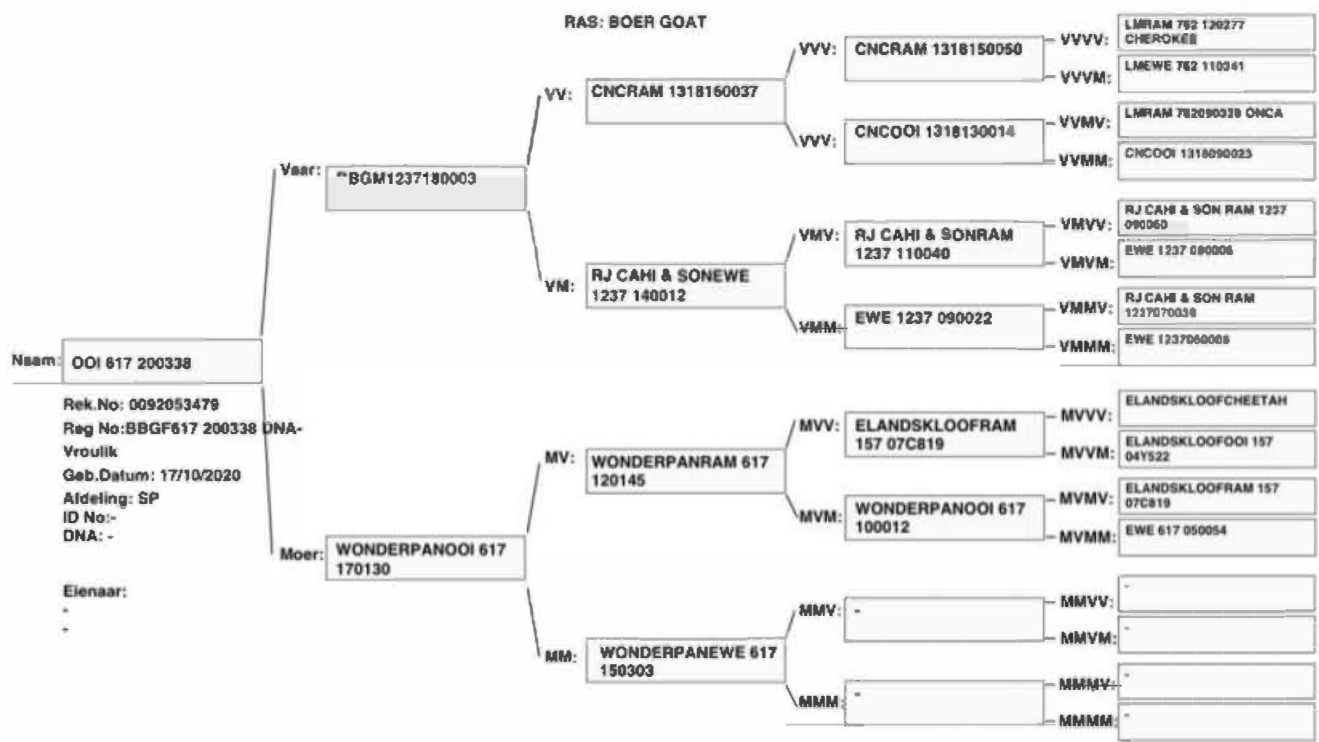 RAS: BOER GOAT
Naam: OOI 617 200338
Rek.No: 0092053479
Reg No:BBGF617 200338 DNA-
Vroulik
Geb.Datum: 17/10/2020
Afdeling: SP
ID No:-
DNA: -
Eienaar:
-
-
Vaar: BGM1237180003
Moer: WONDERPANOOI 617
170130
VV: CNCRAM 1318160037
VM: RJ CAHI & SONEWE
1237 140012
MV: WONDERPANRAM 617
120145
MM: WONDERPANEWE 617
150303
VVV: CNCRAM 1318150050
VVV: CNCOOI 1318130014
VMV: RJ CAHI & SONRAM
1237 110040
VMM: EWE 1237 090022
MVV: ELANDSKLOOFRAM
157 07C819
MVM: WONDERPANOOI 617
100012
MMV: -
MMM: -
VVVV: LMRAM 762 130277
CHEROKEE
VVVM: LMEWE 762 110341
VVMV: LMRAM 762090339 ONCA
VVMM: CNCOOI 1318090023
VMVV: RJ CAHI & SON RAM 1237
090060
VMVM: EWE 1237 090006
VMMV: RJ CAHI & SON RAM
1237070038
VMMM: EWE 1237060006
MVVV: ELANDSKLOOFCHEETAH
MVVM: ELANDSKLOOFOOI 157
04Y522
MVMV: ELANDSKLOOFRAM 157
07C819
MVMM: EWE 617 050054
MMVV: -
MMVM: -
MMMV: -
MMMM: -